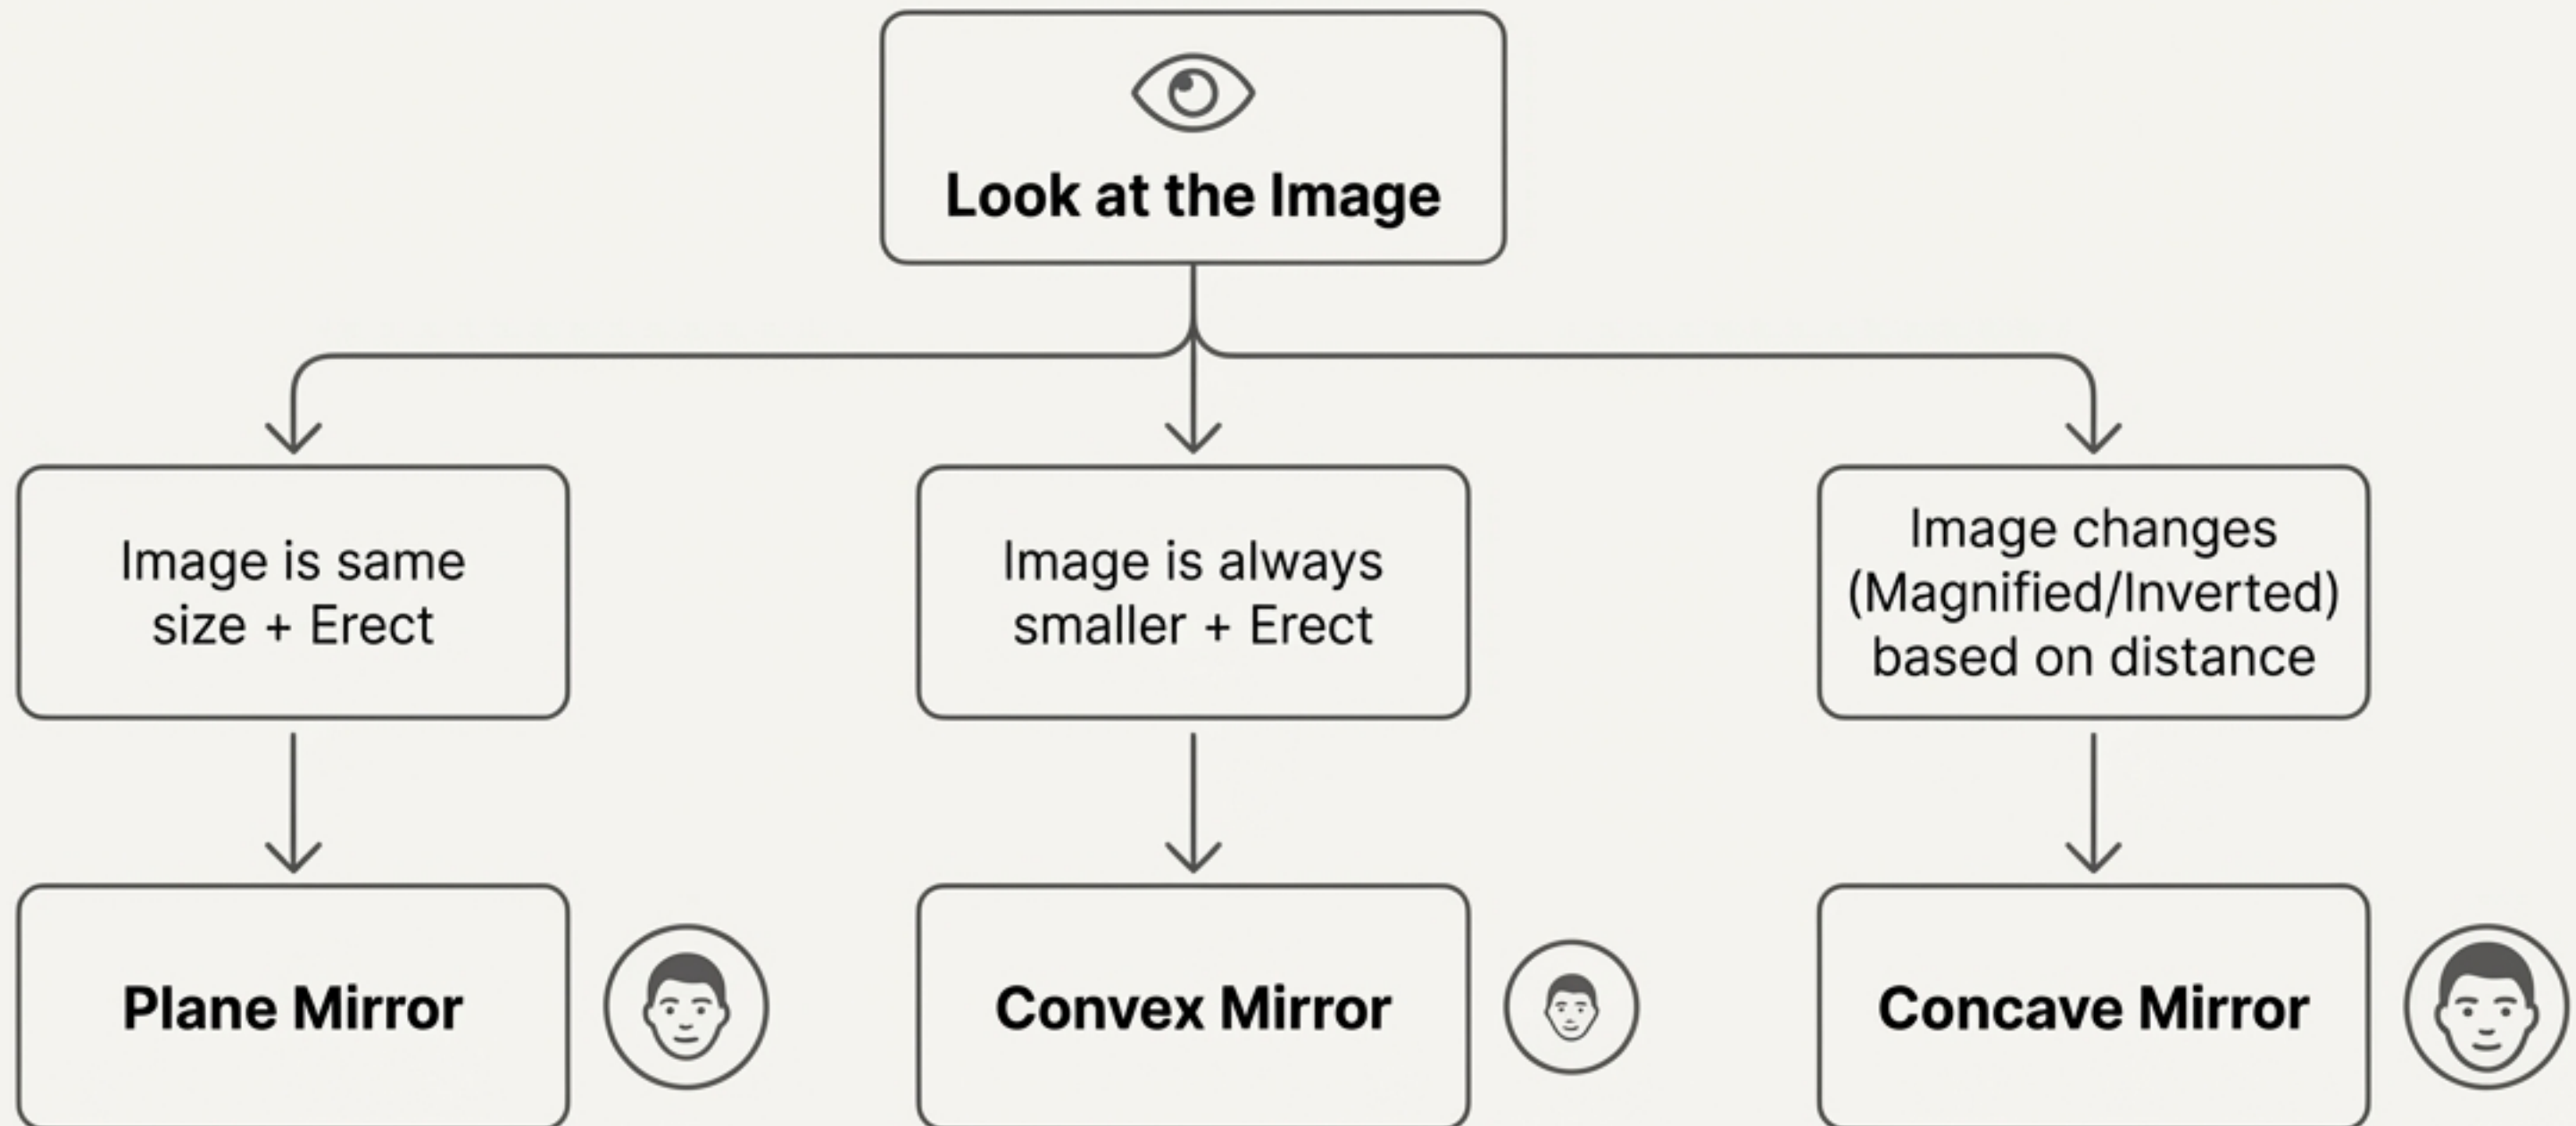 Look at the Image
Image is same
size + Erect
Image is always
smaller + Erect
Image changes
(Magnified/Inverted)
based on distance
Plane Mirror
Convex Mirror
Concave Mirror